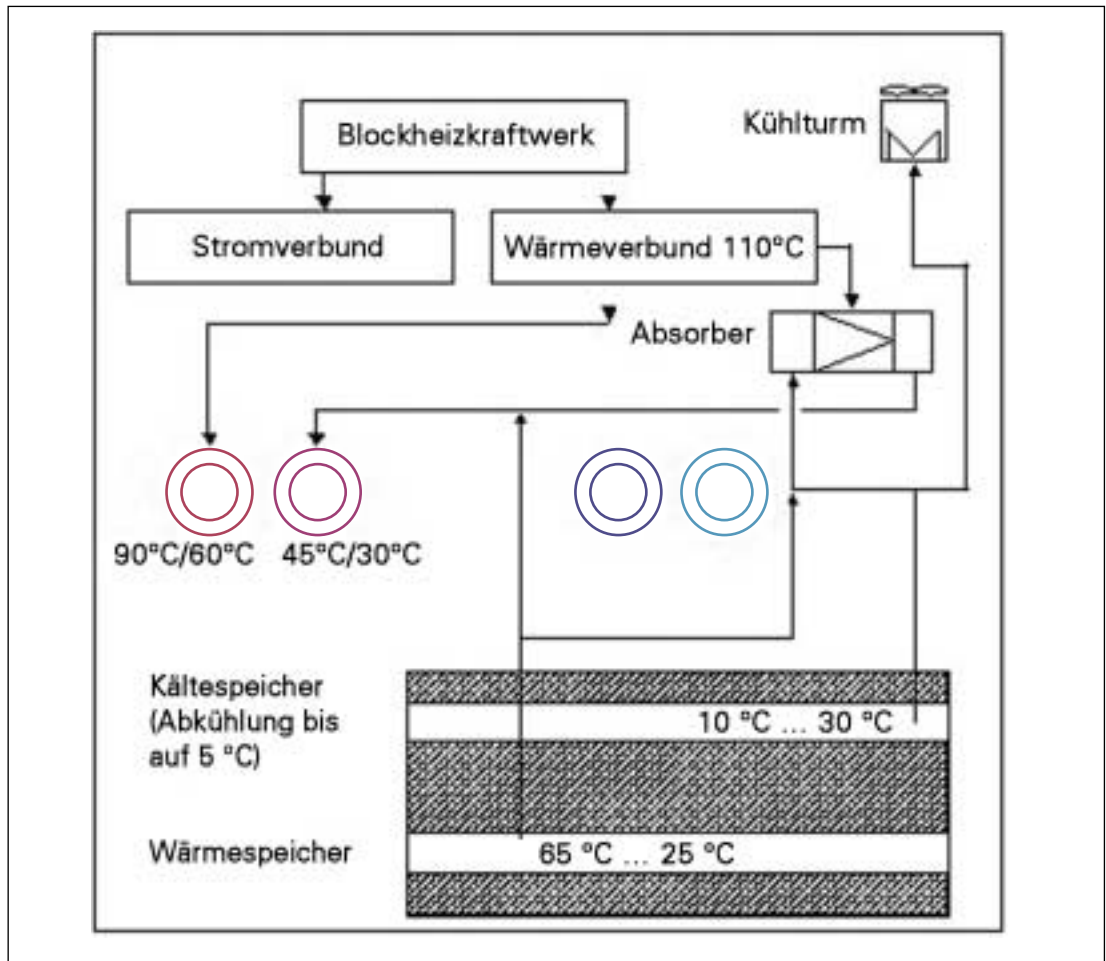 Kühlturm
Blockheizkraftwerk
Stromverbund
Wärmeverbund 110°C
Absorber
90°C/60°C
45°C/30°C
Kältespeicher
(Abkühlung bis
auf 5 °C)
10 °C ... 30 °C
Wärmespeicher
65 °C ... 25 °C